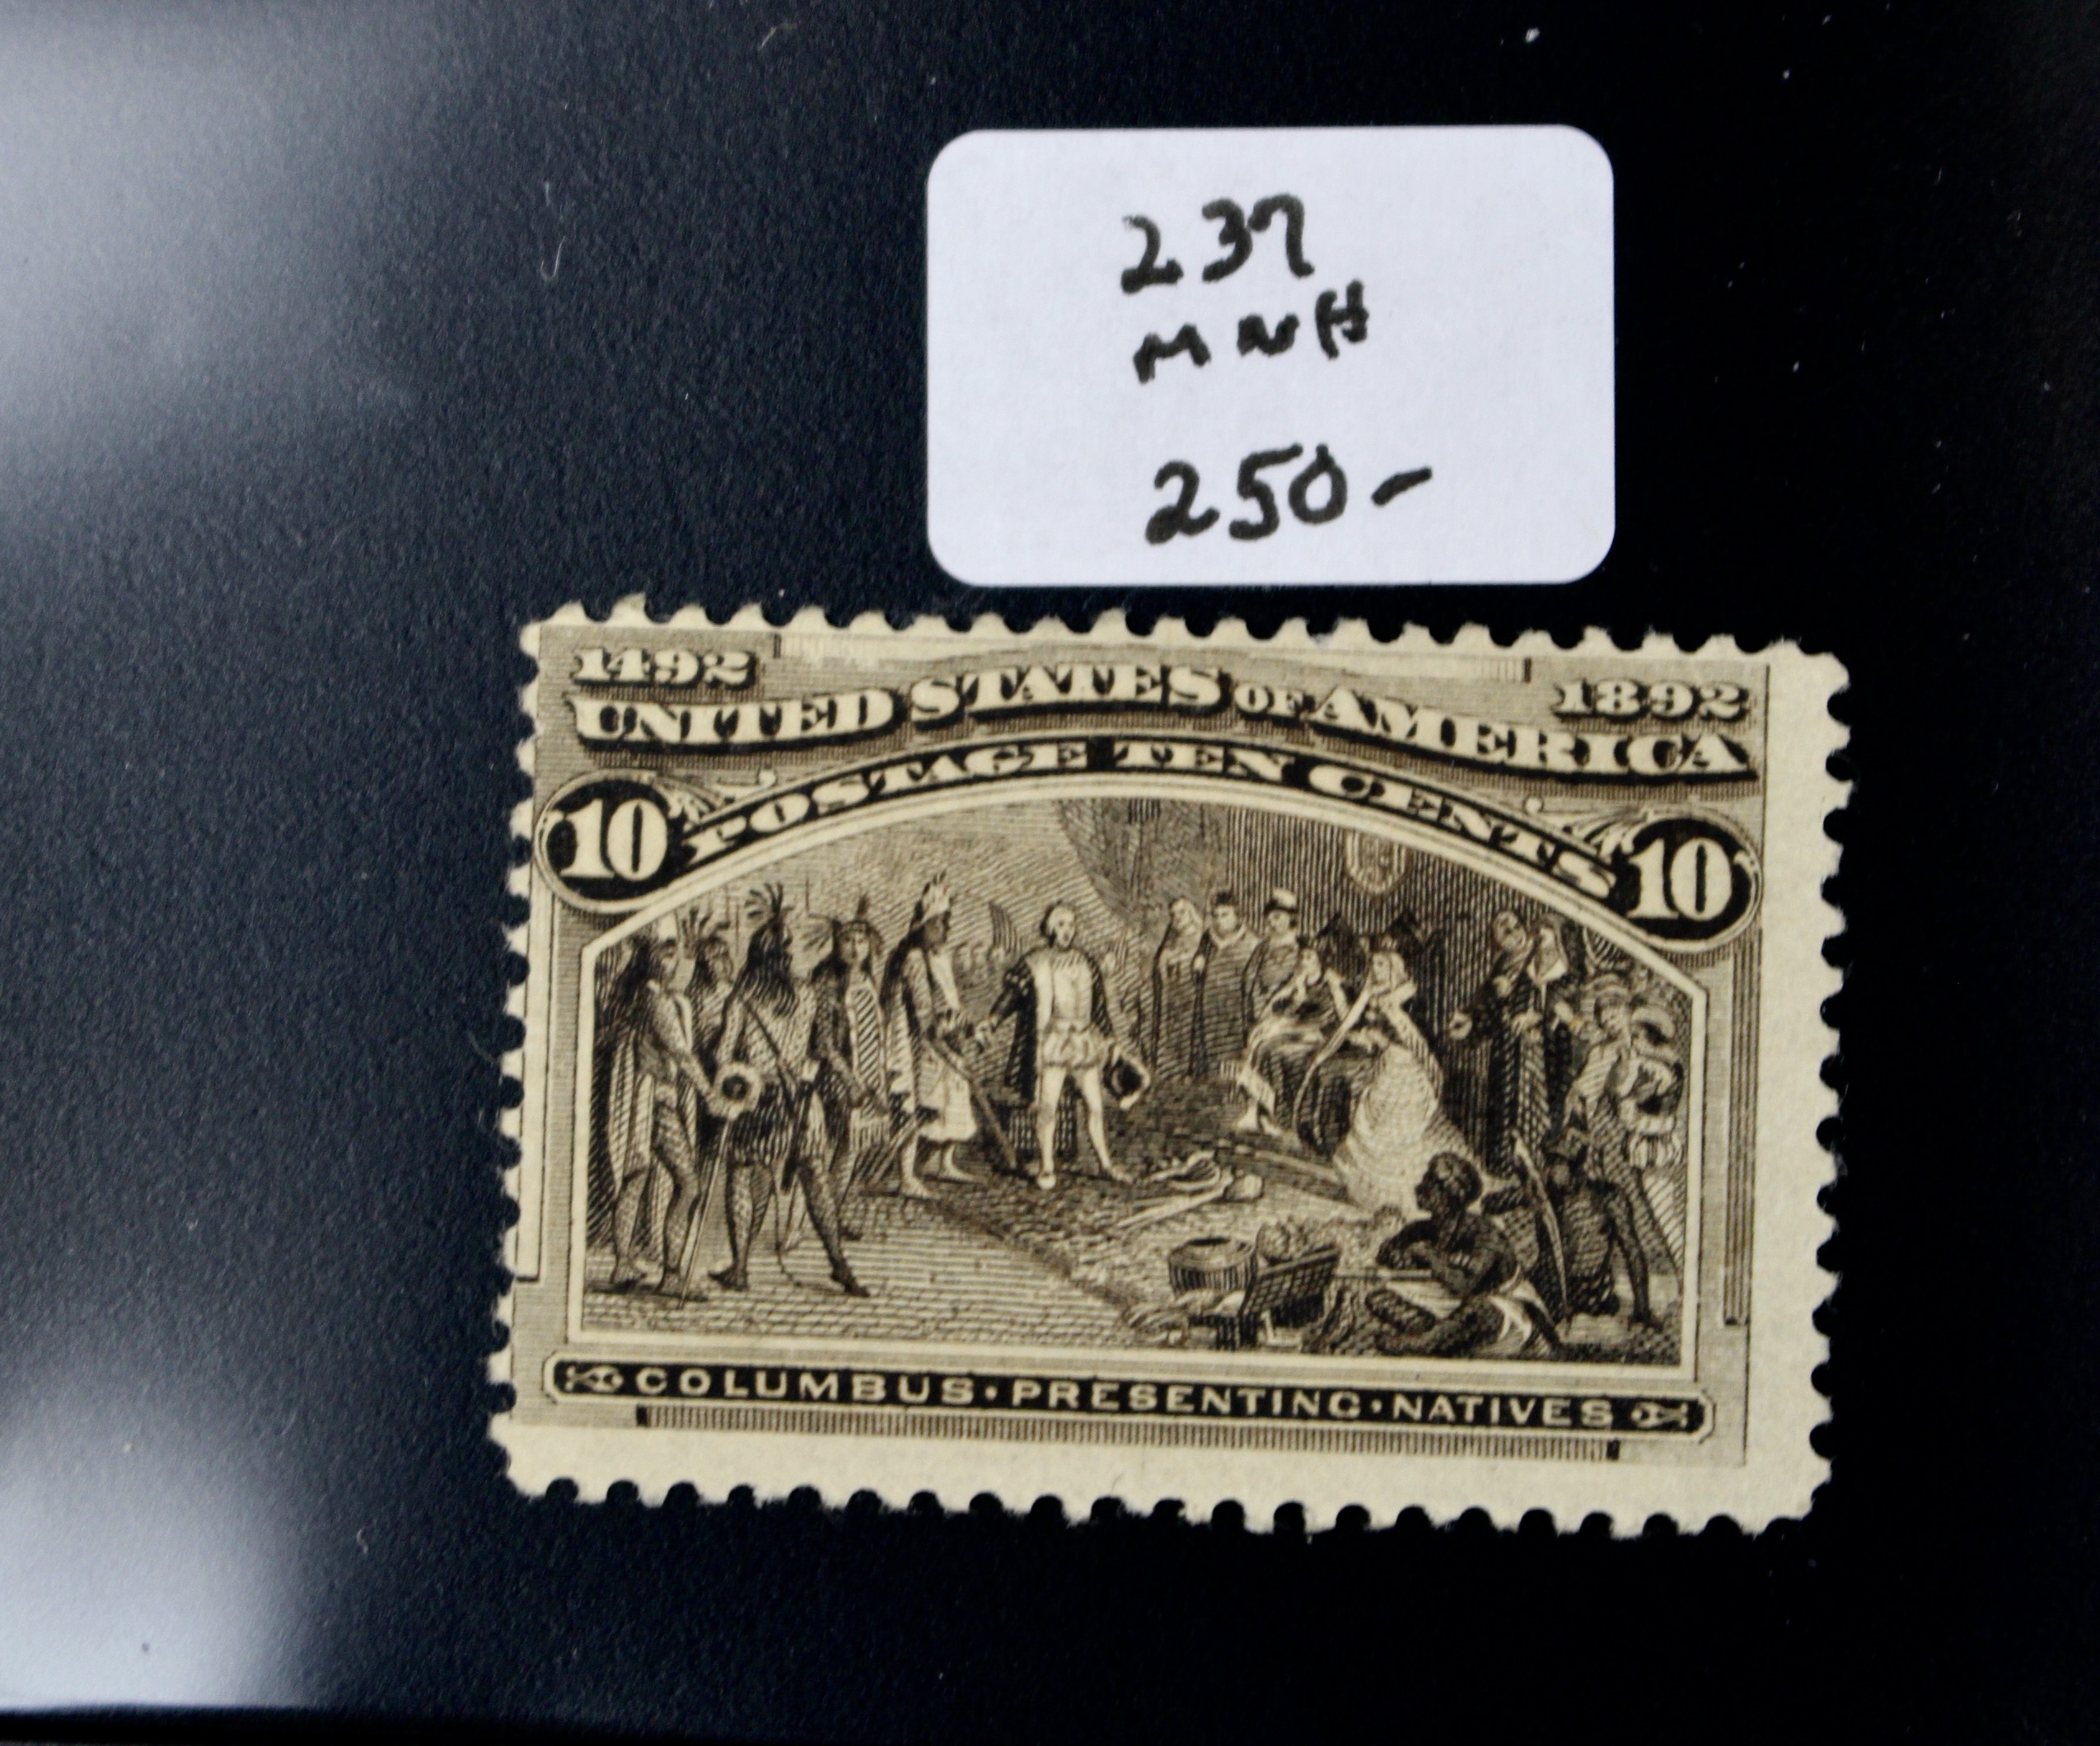 237
MNH
250-
1492 1892
UNITED STATES OF AMERICA
POSTAGE TEN CENTS
10 10
COLUMBUS·PRESENTING·NATIVES